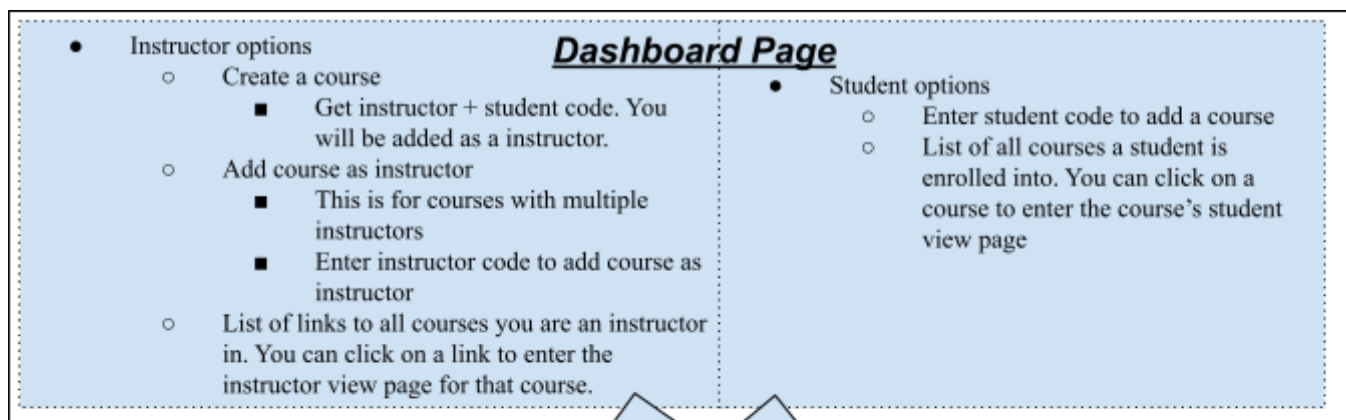 Dashboard Page
● Instructor options
○ Create a course
■ Get instructor + student code. You
will be added as a instructor.
○ Add course as instructor
■ This is for courses with multiple
instructors
■ Enter instructor code to add course as
instructor
○ List of links to all courses you are an instructor
in. You can click on a link to enter the
instructor view page for that course.
● Student options
○ Enter student code to add a course
○ List of all courses a student is
enrolled into. You can click on a
course to enter the course's student
view page